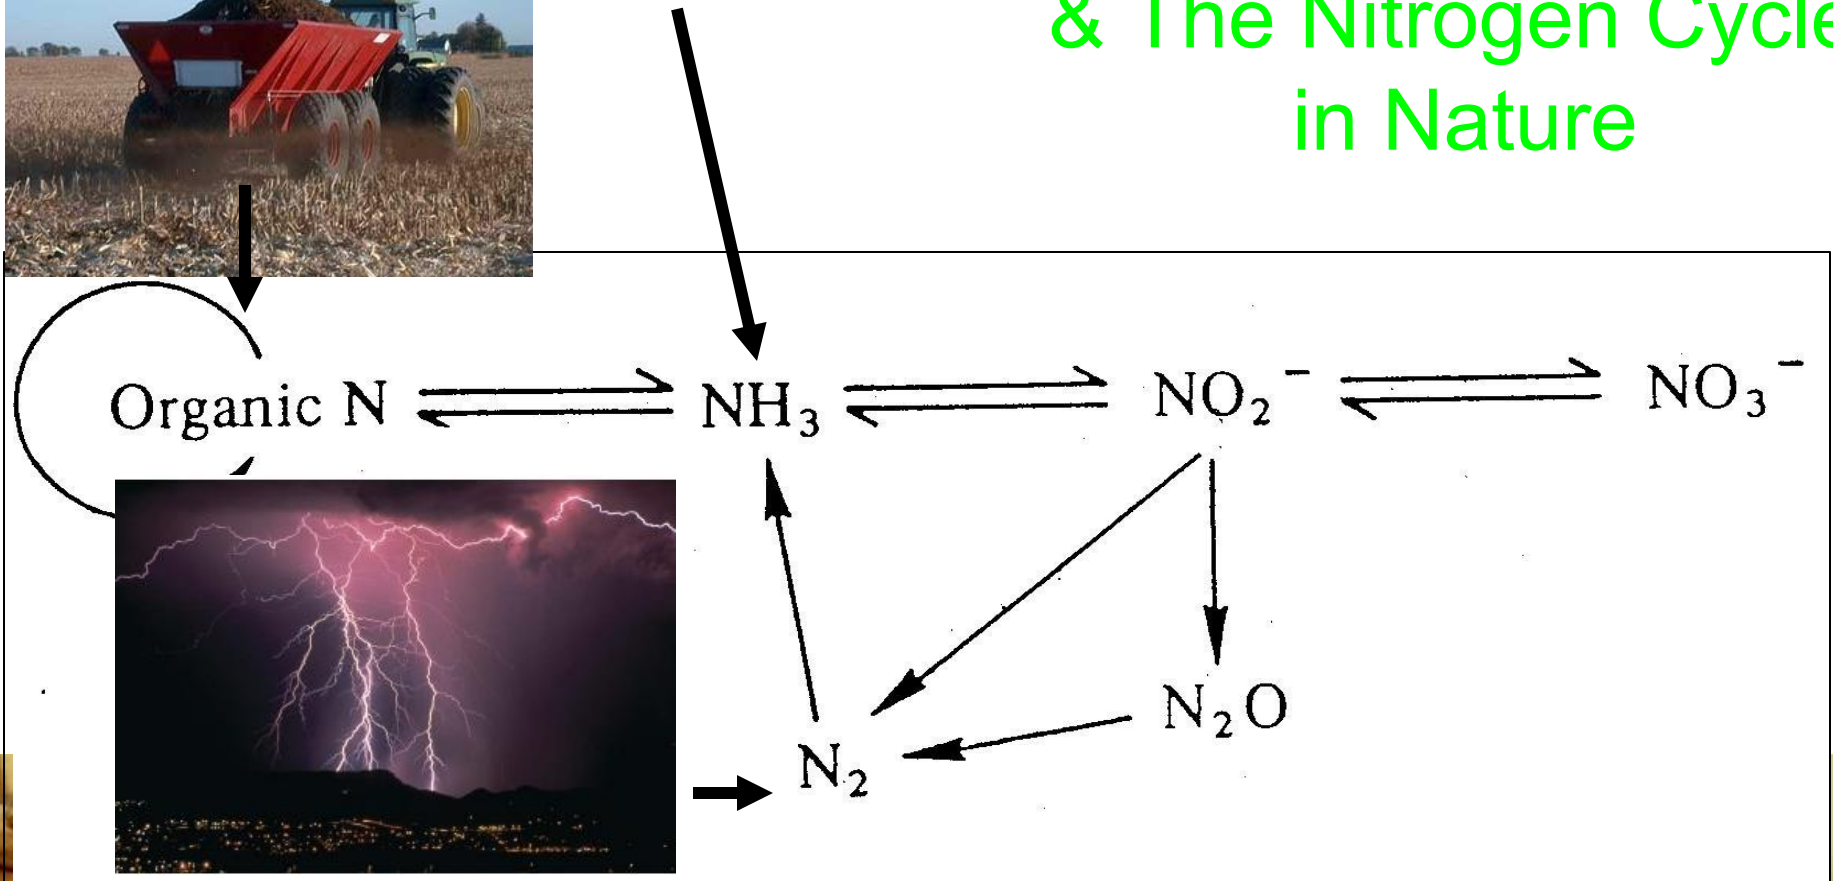 & The Nitrogen Cycle
in Nature
Organic N NH₃ NO₂⁻ NO₃⁻
N₂O
N₂